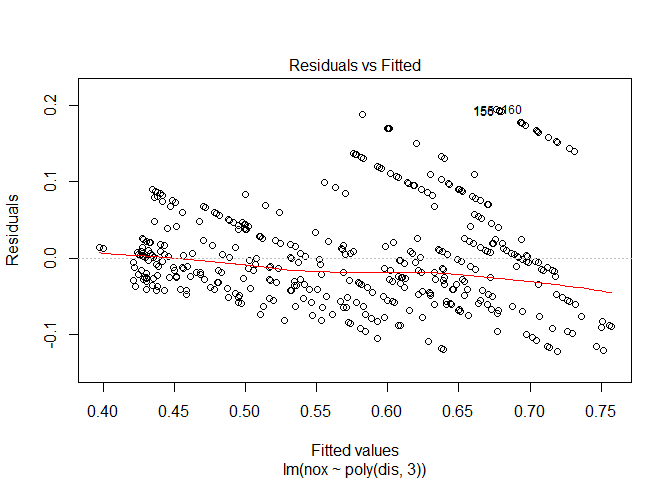 Residuals vs Fitted
Residuals
0.2
0.1
0.0
-0.1
160
0.40 0.45 0.50 0.55 0.60 0.65 0.70 0.75
Fitted values
lm(nox ~ poly(dis, 3))